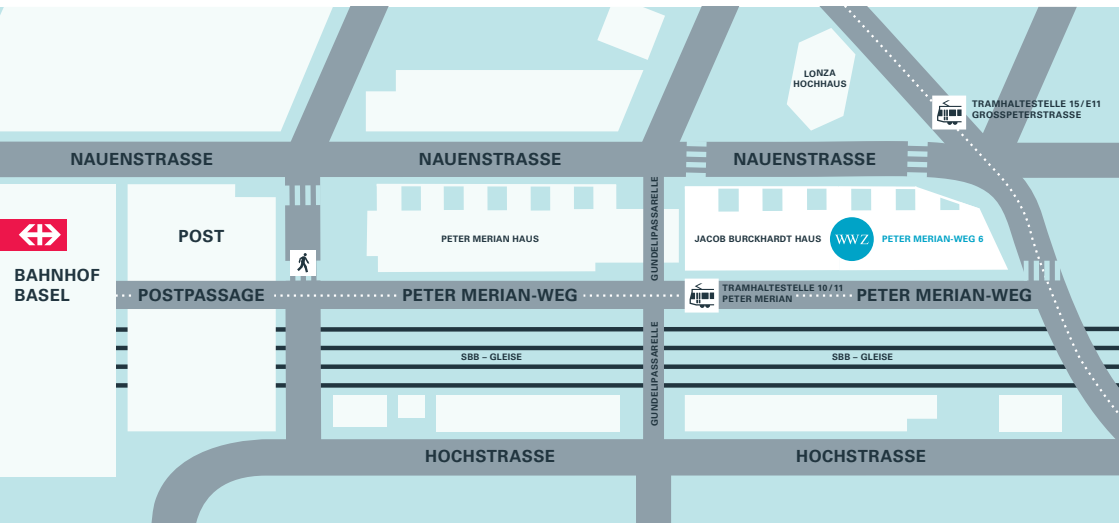 LONZA
HOCHHAUS
TRAMHALTESTELLE 15/E11
GROSSPETERSTRASSE
NAUENSTRASSE
NAUENSTRASSE
NAUENSTRASSE
GUNDELIPASSARELLE
POST
PETER MERIAN HAUS
JACOB BURCKHARDT HAUS
WWZ
PETER MERIAN-WEG 6
BAHNHOF
BASEL
POSTPASSAGE
PETER MERIAN-WEG
TRAMHALTESTELLE 10/11
PETER MERIAN
PETER MERIAN-WEG
GUNDELIPASSARELLE
SBB – GLEISE
SBB – GLEISE
HOCHSTRASSE
HOCHSTRASSE